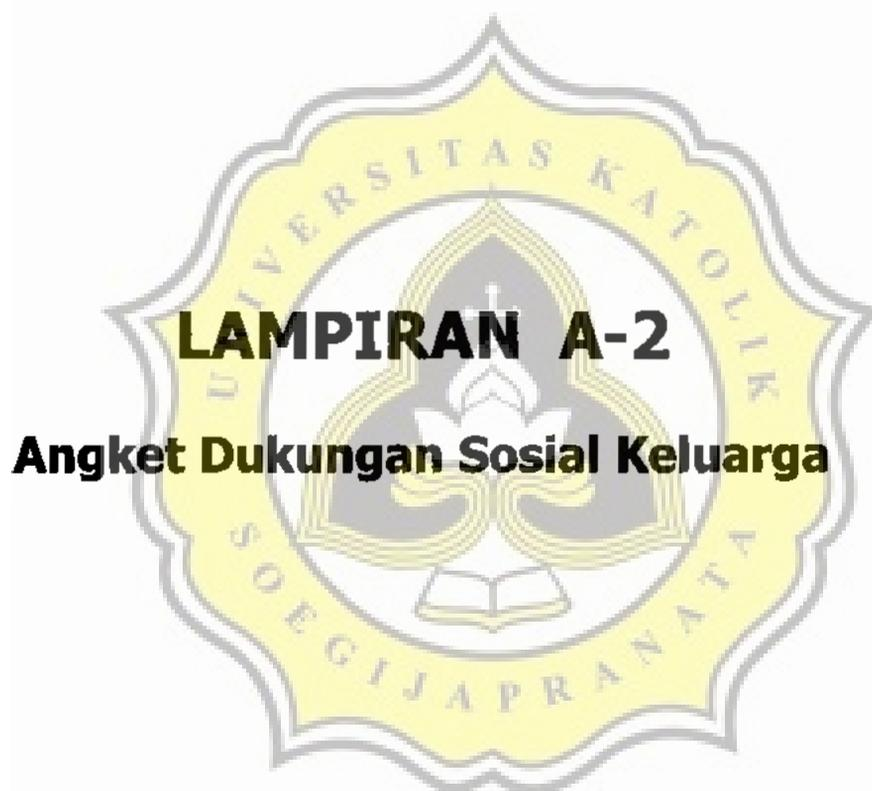 UNIVERSITAS KATOLIK
LAMPIRAN A-2
Angket Dukungan Sosial Keluarga
SOEGIJAPRANATA